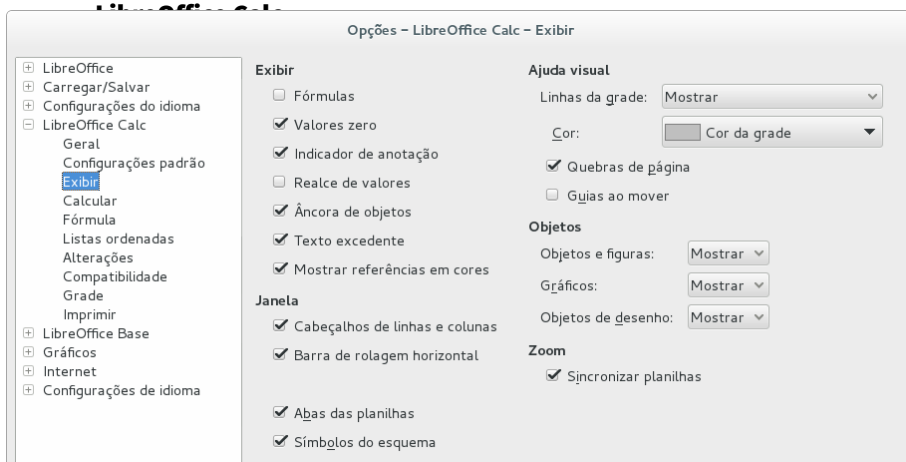 LibreOffice Calc
Opções – LibreOffice Calc – Exibir
LibreOffice
Carregar/Salvar
Configurações do idioma
LibreOffice Calc
Geral
Configurações padrão
Exibir
Calcular
Fórmula
Listas ordenadas
Alterações
Compatibilidade
Grade
Imprimir
LibreOffice Base
Gráficos
Internet
Configurações de idioma
Exibir
Fórmulas
Valores zero
Indicador de anotação
Realce de valores
Âncora de objetos
Texto excedente
Mostrar referências em cores
Janela
Cabeçalhos de linhas e colunas
Barra de rolagem horizontal
Abas das planilhas
Símbolos do esquema
Ajuda visual
Linhas da grade: Mostrar
Cor: Cor da grade
Quebras de página
Guias ao mover
Objetos
Objetos e figuras: Mostrar
Gráficos: Mostrar
Objetos de desenho: Mostrar
Zoom
Sincronizar planilhas